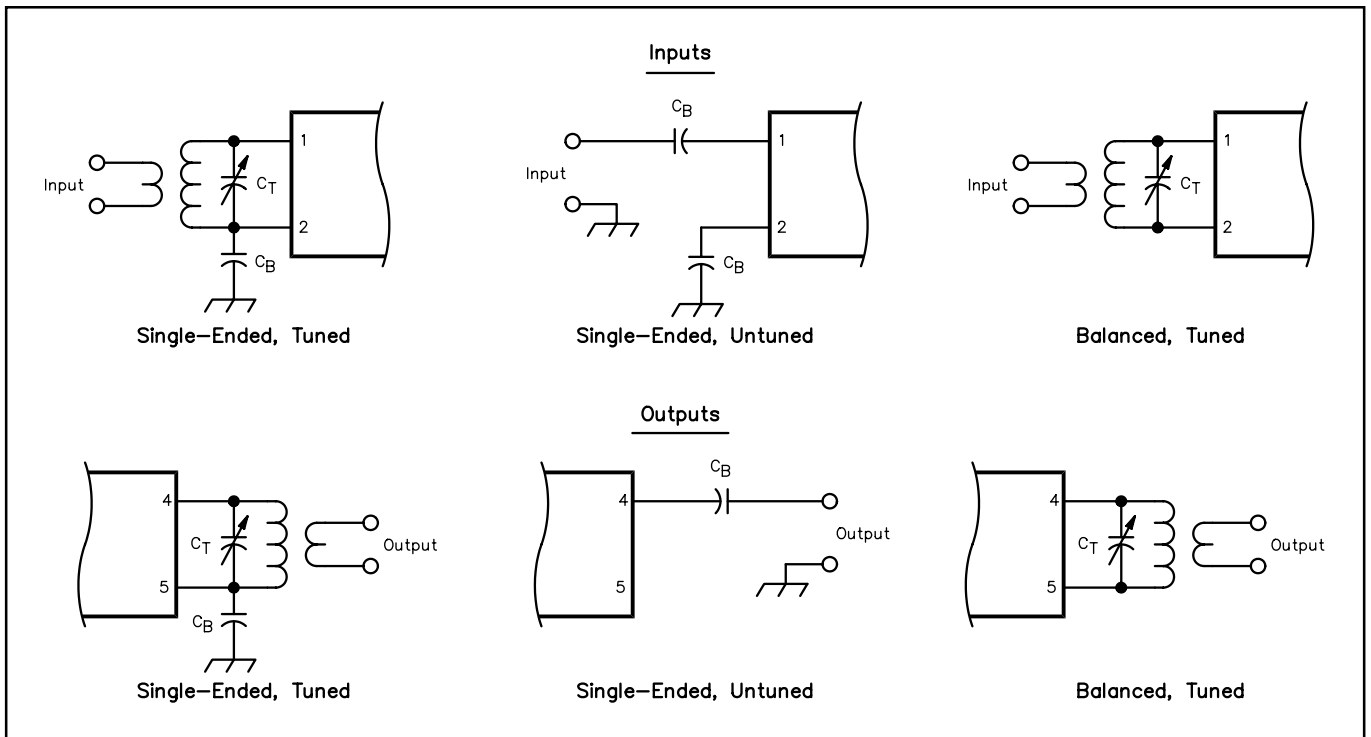 Inputs
1
Input
C_T
2
C_B
Single-Ended, Tuned
C_B
1
Input
2
C_B
Single-Ended, Untuned
1
Input
C_T
2
Balanced, Tuned
Outputs
4
C_T
Output
5
C_B
Single-Ended, Tuned
C_B
4
Output
5
Single-Ended, Untuned
4
C_T
Output
5
Balanced, Tuned